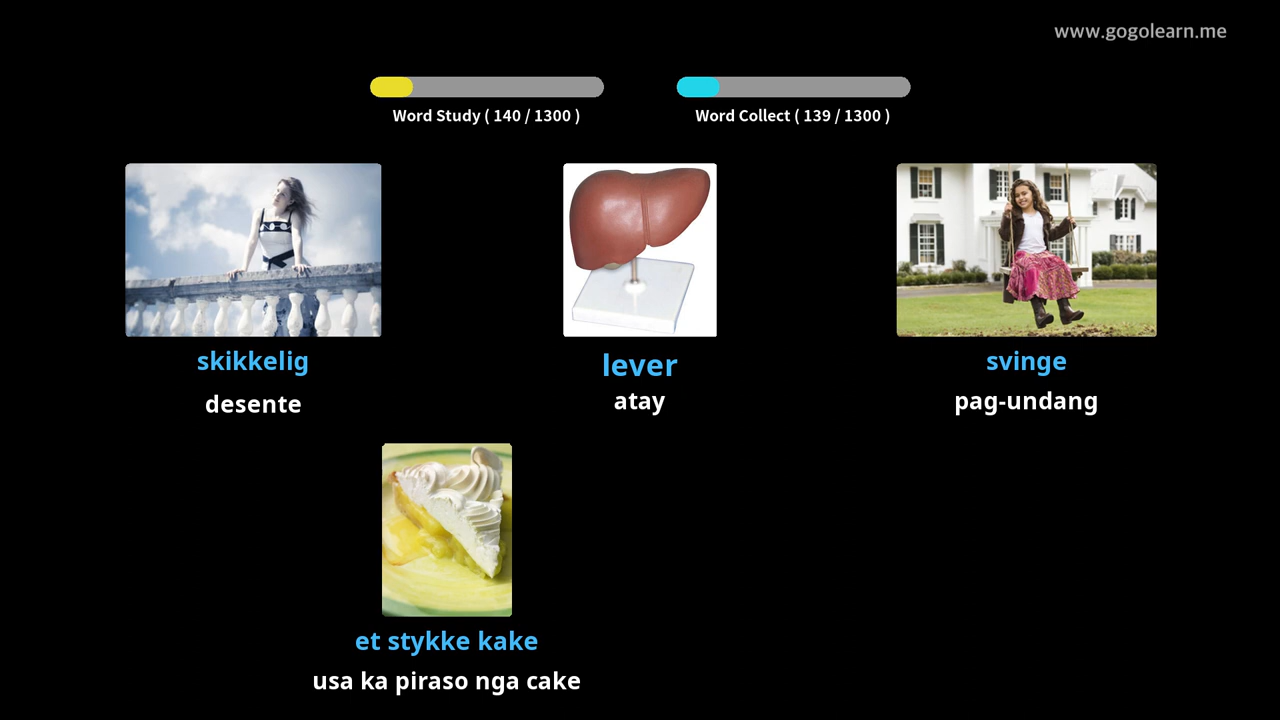 www.gogolearn.me
Word Study ( 140 / 1300 )
Word Collect ( 139 / 1300 )
skikkelig
desente
lever
atay
svinge
pag-undang
et stykke kake
usa ka piraso nga cake